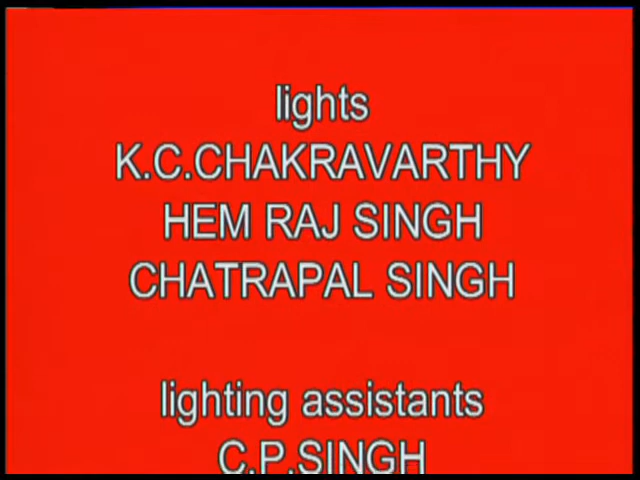 lights
K.C.CHAKRAVARTHY
HEM RAJ SINGH
CHATRAPAL SINGH
lighting assistants
C.P.SINGH